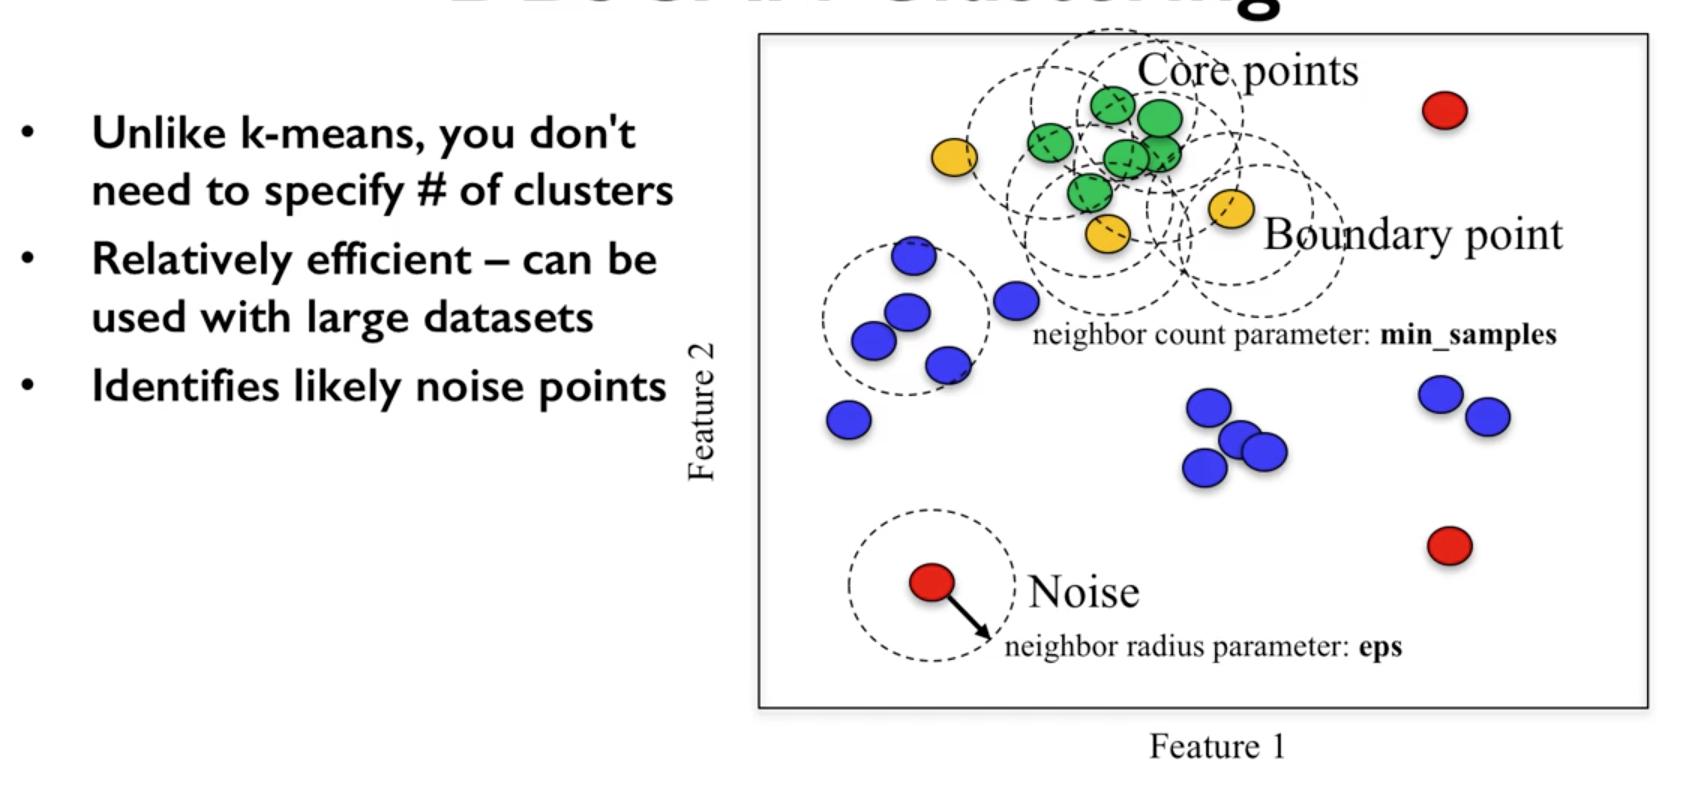 • Unlike k-means, you don't
need to specify # of clusters
• Relatively efficient – can be
used with large datasets
• Identifies likely noise points
Core points
Boundary point
neighbor count parameter: min_samples
Feature 2
Noise
neighbor radius parameter: eps
Feature 1